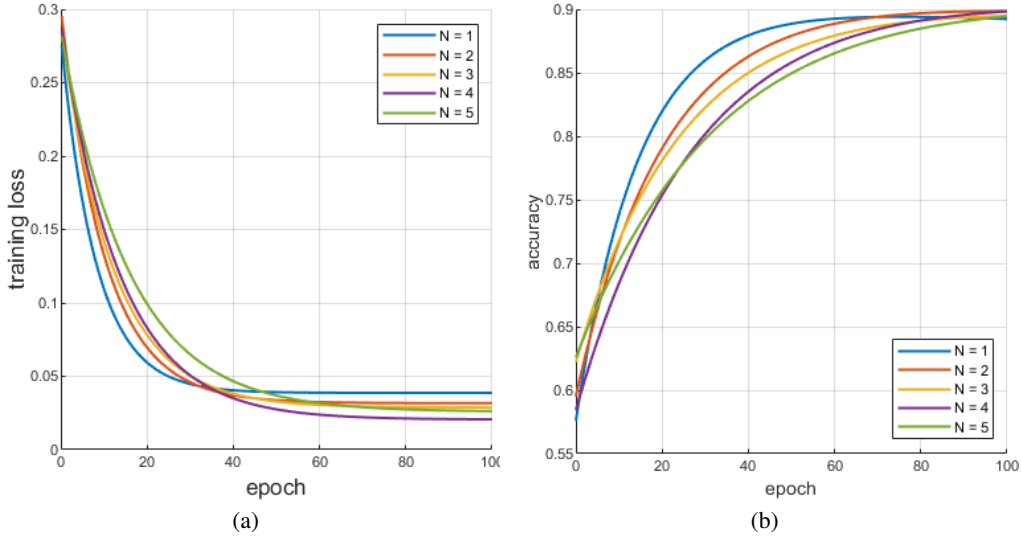 0.3
0.25
0.2
0.15
0.1
0.05
0
training loss
N = 1
N = 2
N = 3
N = 4
N = 5
0 20 40 60 80 100
epoch
(a)
0.9
0.85
0.8
0.75
0.7
0.65
0.6
0.55
accuracy
N = 1
N = 2
N = 3
N = 4
N = 5
0 20 40 60 80 100
epoch
(b)